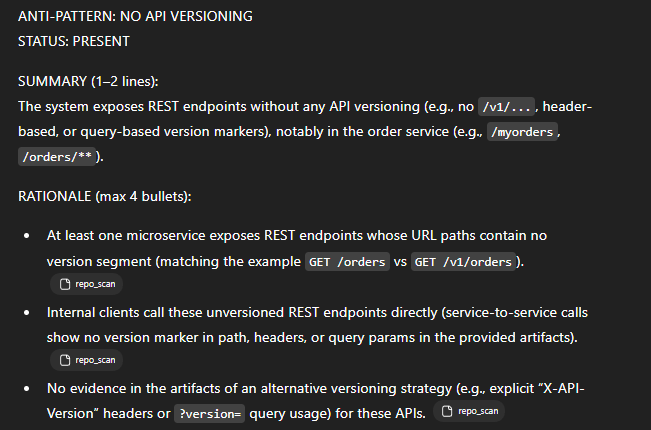 ANTI-PATTERN: NO API VERSIONING
STATUS: PRESENT
SUMMARY (1–2 lines):
The system exposes REST endpoints without any API versioning (e.g., no /v1/..., header-
based, or query-based version markers), notably in the order service (e.g., /myorders,
/orders/**).
RATIONALE (max 4 bullets):
• At least one microservice exposes REST endpoints whose URL paths contain no
version segment (matching the example GET /orders vs GET /v1/orders).
repo_scan
• Internal clients call these unversioned REST endpoints directly (service-to-service calls
show no version marker in path, headers, or query params in the provided artifacts).
repo_scan
• No evidence in the artifacts of an alternative versioning strategy (e.g., explicit “X-API-
Version” headers or ?version= query usage) for these APIs. repo_scan